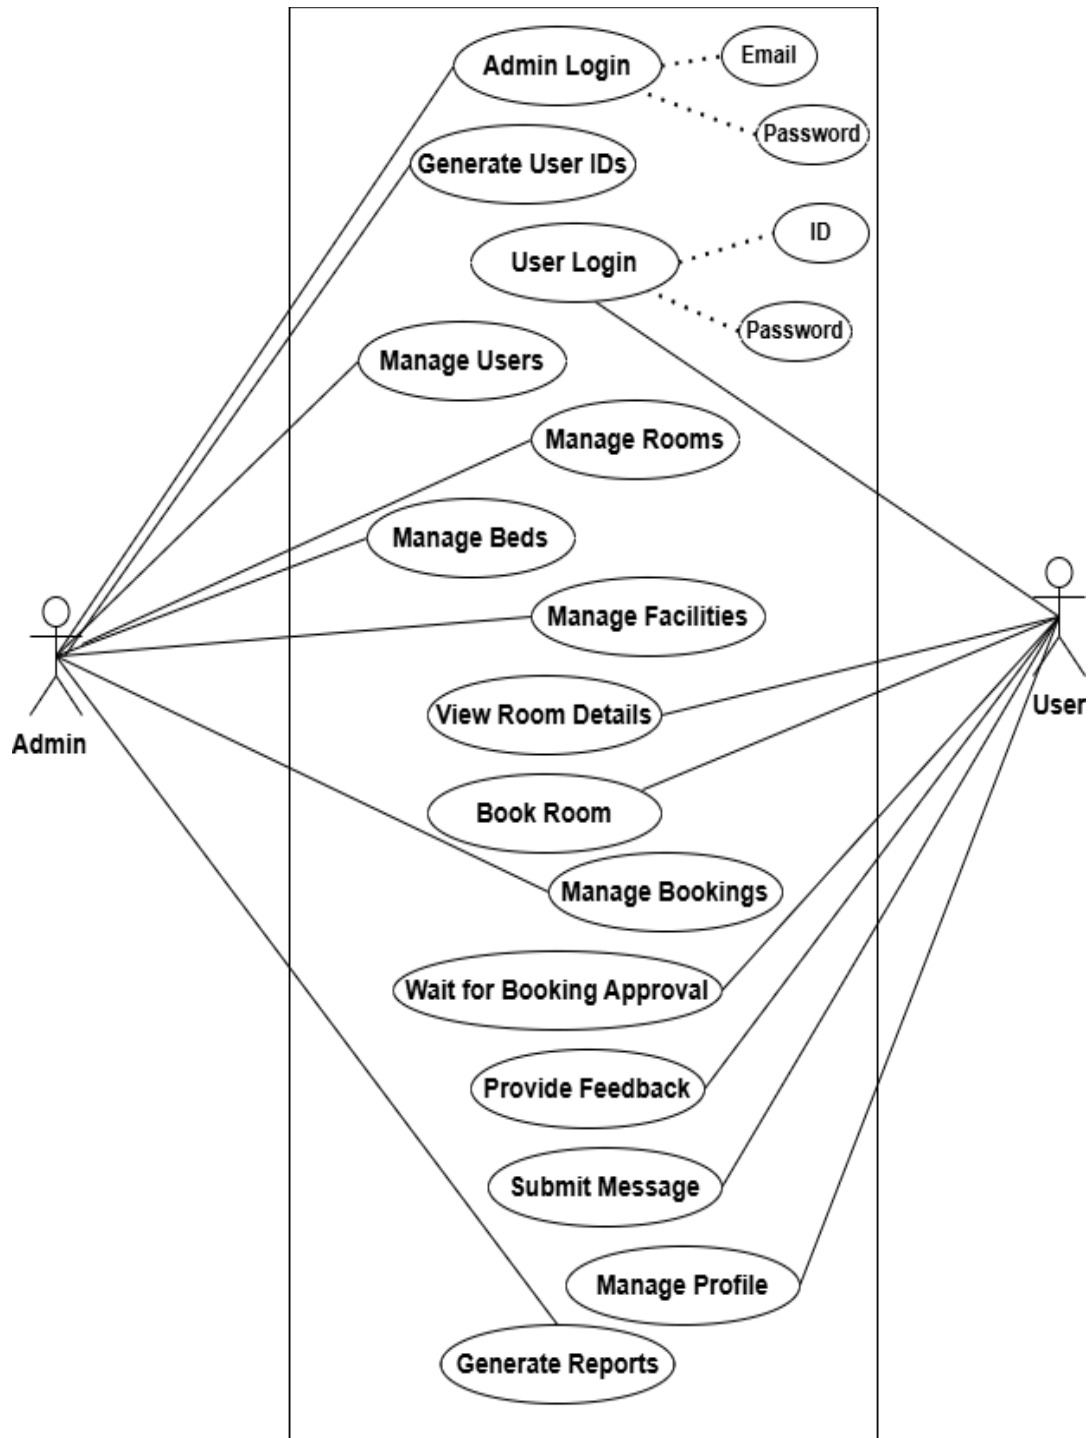 Admin Login
Email
Password
Generate User IDs
ID
User Login
Password
Manage Users
Manage Rooms
Manage Beds
Manage Facilities
View Room Details
User
Admin
Book Room
Manage Bookings
Wait for Booking Approval
Provide Feedback
Submit Message
Manage Profile
Generate Reports